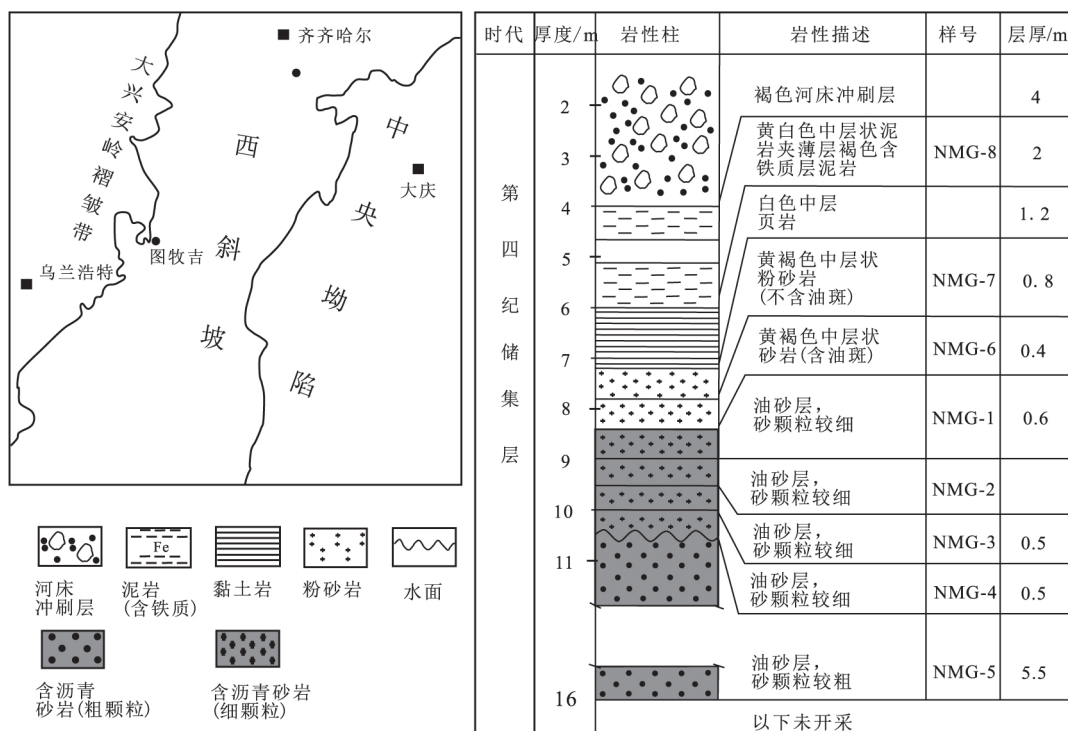 齐齐哈尔
大兴安岭褶皱带
西斜坡
中央坳陷
大庆
图牧吉
乌兰浩特
河床
冲刷层
Fe
泥岩
(含铁质)
黏土岩
粉砂岩
水面
含沥青
砂岩(粗颗粒)
含沥青砂岩
(细颗粒)
时代 厚度/m 岩性柱 岩性描述 样号 层厚/m
第四纪储集层
2
3
4
5
6
7
8
9
10
11
16
褐色河床冲刷层 4
黄白色中层状泥
岩夹薄层褐色含
铁质层泥岩
NMG-8 2
白色中层
页岩
1.2
黄褐色中层状
粉砂岩
(不含油斑)
NMG-7 0.8
黄褐色中层状
砂岩(含油斑)
NMG-6 0.4
油砂层，
砂颗粒较细
NMG-1 0.6
油砂层，
砂颗粒较细
NMG-2
油砂层，
砂颗粒较细
NMG-3 0.5
油砂层，
砂颗粒较细
NMG-4 0.5
油砂层，
砂颗粒较粗
NMG-5 5.5
以下未开采